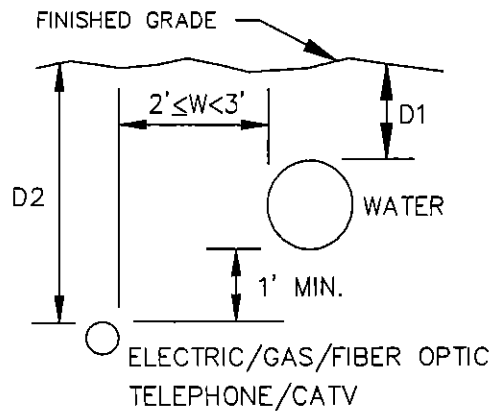 FINISHED GRADE
2'≤W<3'
D1
D2
WATER
1' MIN.
ELECTRIC/GAS/FIBER OPTIC
TELEPHONE/CATV